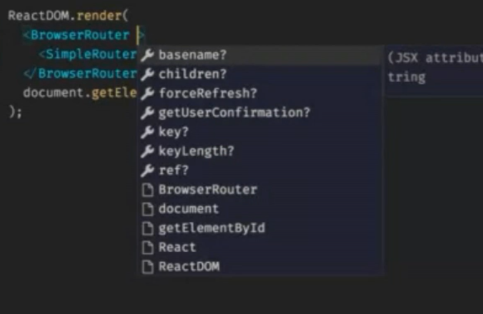 ReactDOM.render(
<BrowserRouter >
<SimpleRouter
</BrowserRouter
document.getEle
);
basename?
children?
forceRefresh?
getUserConfirmation?
key?
keyLength?
ref?
BrowserRouter
document
getElementById
React
ReactDOM
(JSX attribut
tring